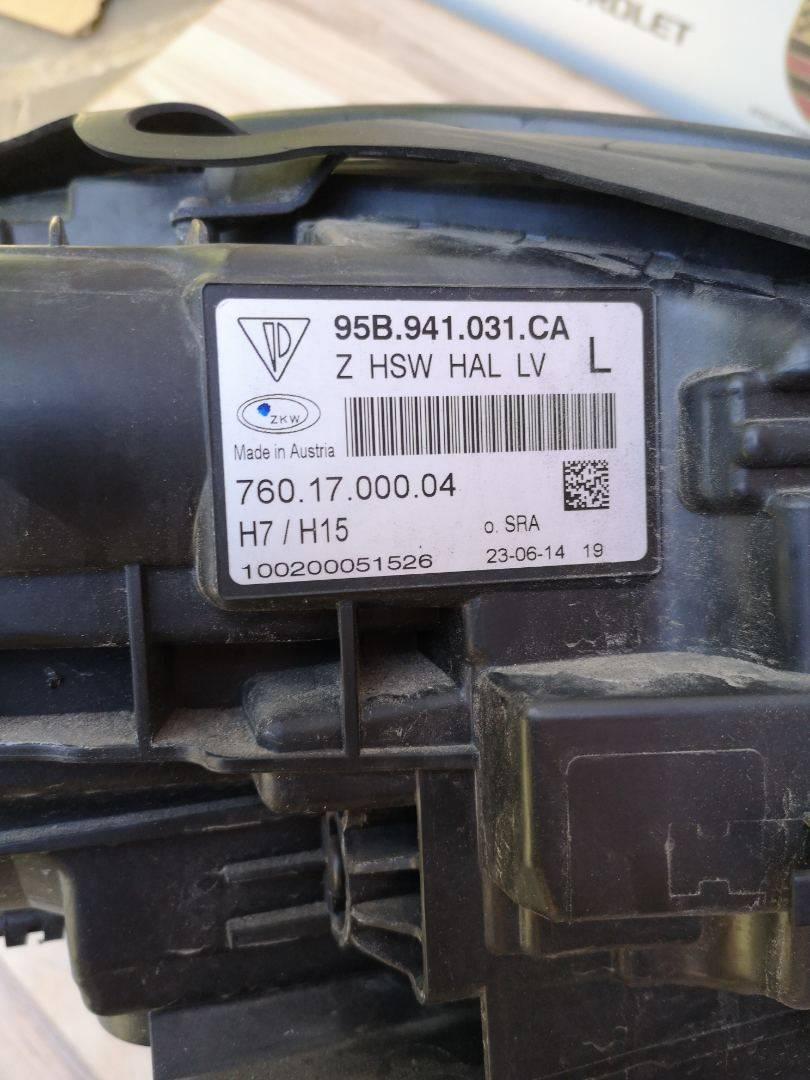 ROLET
95B.941.031.CA
Z HSW HAL LV L
ZKW
Made in Austria
760.17.000.04
H7 / H15
o. SRA
100200051526
23-06-14 19